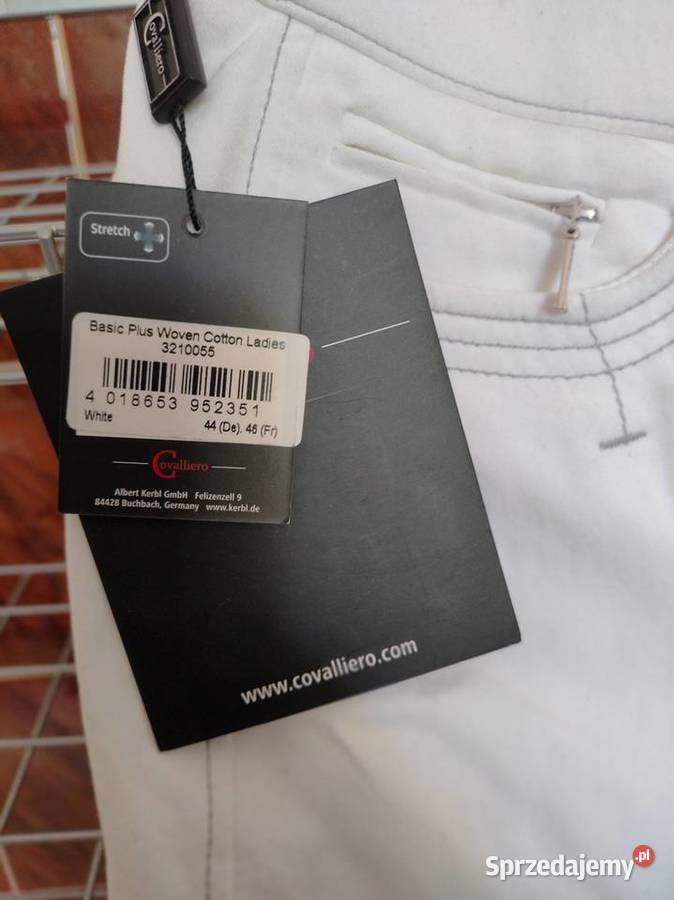 Covalliero
Stretch
Basic Plus Woven Cotton Ladies
3210055
4 018653 952351
White
44 (De). 46 (Fr)
Covalliero
Albert Kerbl GmbH Felizenzell 9
84428 Buchbach, Germany www.kerbl.de
www.covalliero.com
Sprzedajemy.pl